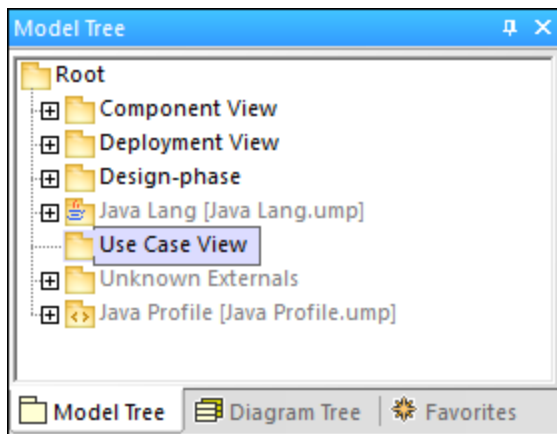 Model Tree
Root
Component View
Deployment View
Design-phase
Java Lang [Java Lang.ump]
Use Case View
Unknown Externals
Java Profile [Java Profile.ump]
Model Tree Diagram Tree Favorites